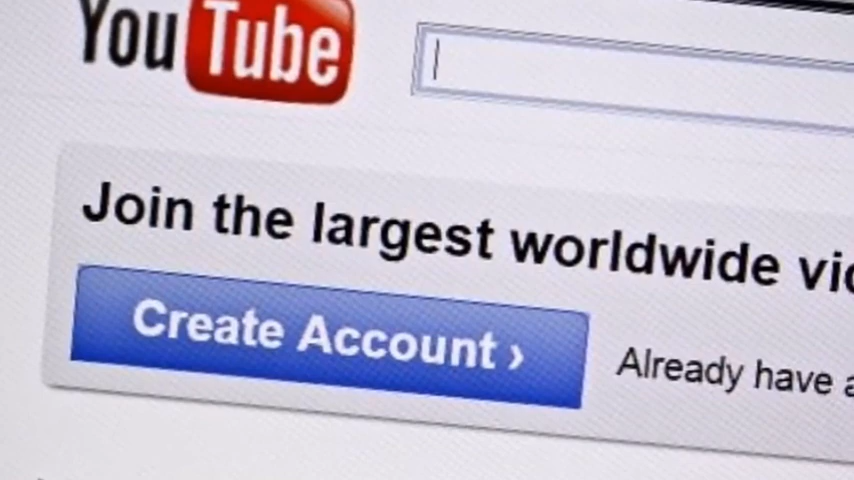 YouTube
Join the largest worldwide
Create Account ›
Already have